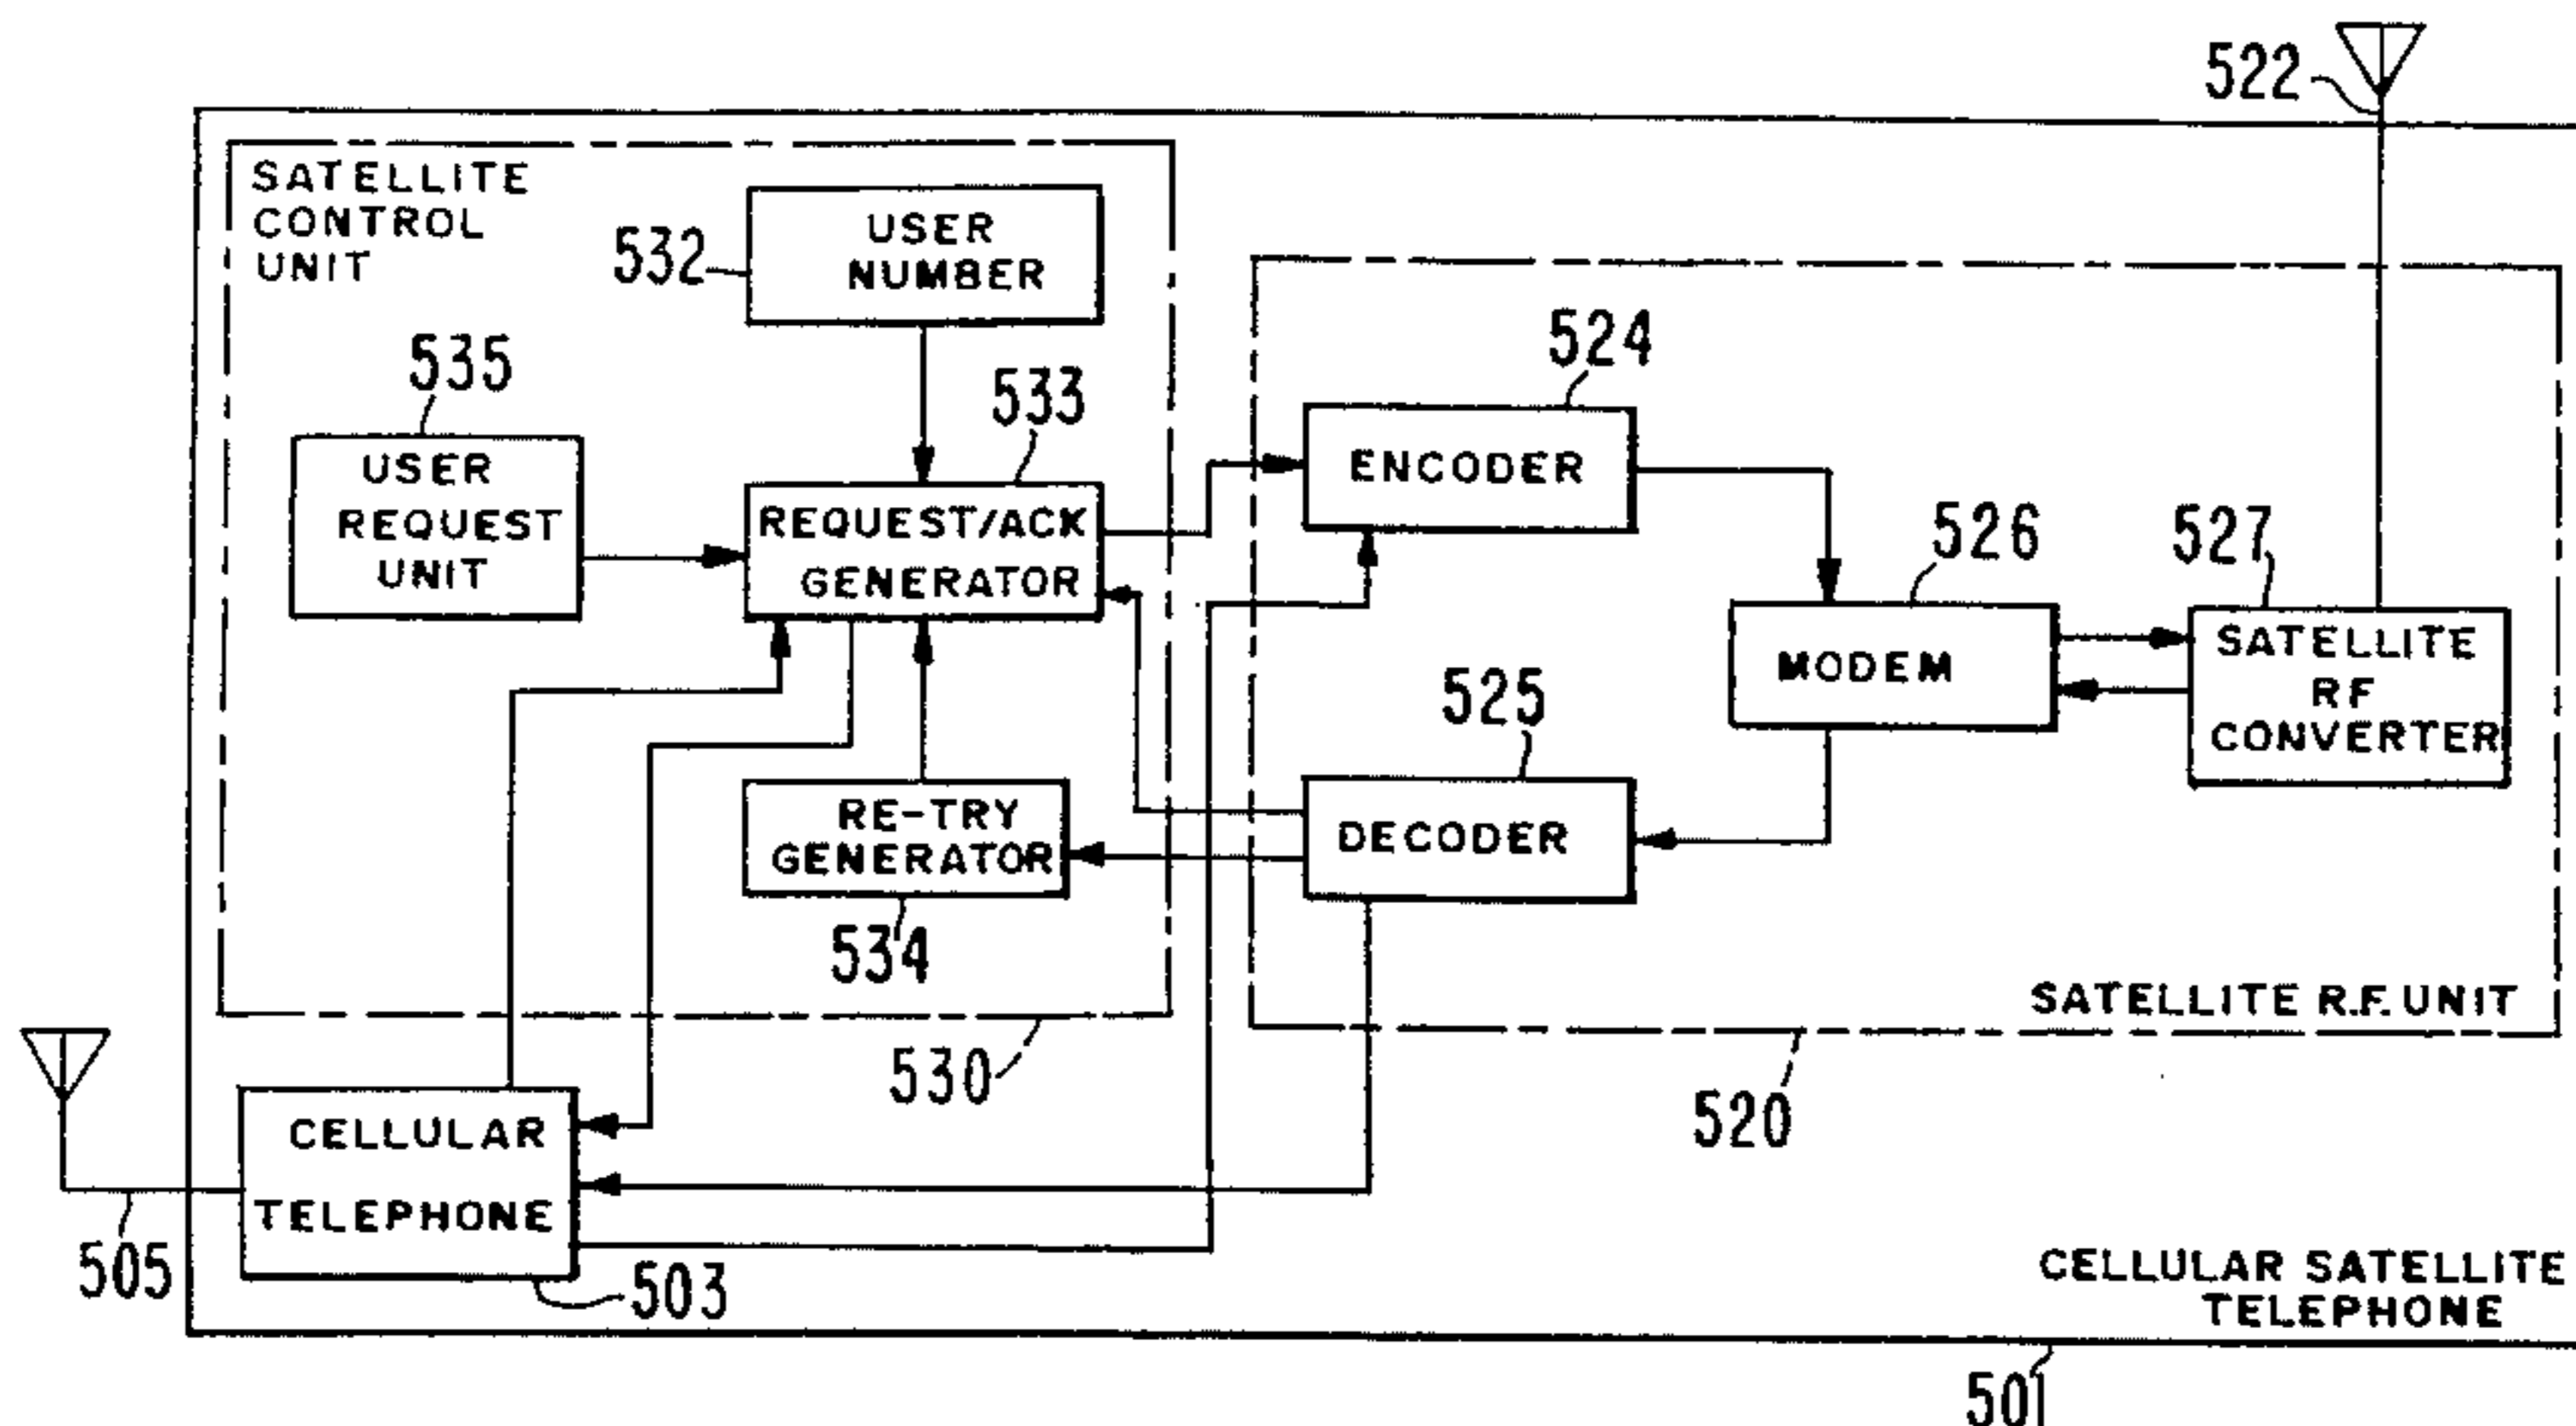 522
SATELLITE
CONTROL
UNIT
532
USER
NUMBER
535
533
524
USER
REQUEST
UNIT
REQUEST/ACK
GENERATOR
ENCODER
526
527
MODEM
SATELLITE
RF
CONVERTER
525
RE-TRY
GENERATOR
DECODER
534
SATELLITE R.F. UNIT
530
520
CELLULAR
TELEPHONE
505
503
CELLULAR SATELLITE
TELEPHONE
501